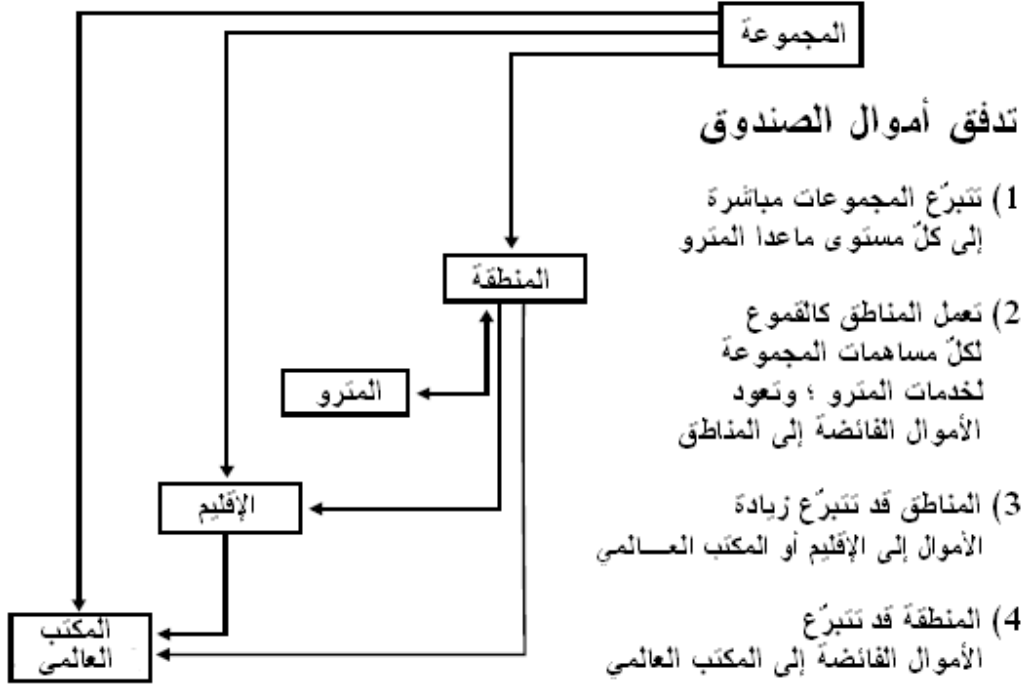 المجموعة
تدفق أموال الصندوق
1) تتبرّع المجموعات مباشرة
إلى كلّ مستوى ماعدا المترو
المنطقة
2) تعمل المناطق كالقموع
لكلّ مساهمات المجموعة
لخدمات المترو ؛ وتعود
الأموال الفائضة إلى المناطق
المترو
الإقليم
3) المناطق قد تتبرّع زيادة
الأموال إلى الإقليم أو المكتب العـــالمي
المكتب
العالمي
4) المنطقة قد تتبرّع
الأموال الفائضة إلى المكتب العالمي